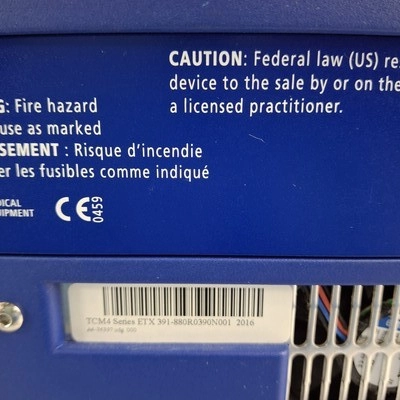 CAUTION: Federal law (US) re
device to the sale by or on the
a licensed practitioner.
G: Fire hazard
use as marked
SEMENT : Risque d'incendie
er les fusibles comme indiqué
DICAL
UIPMENT
CE 0459
TCM4 Series ETX 391-880R0390N001 2016